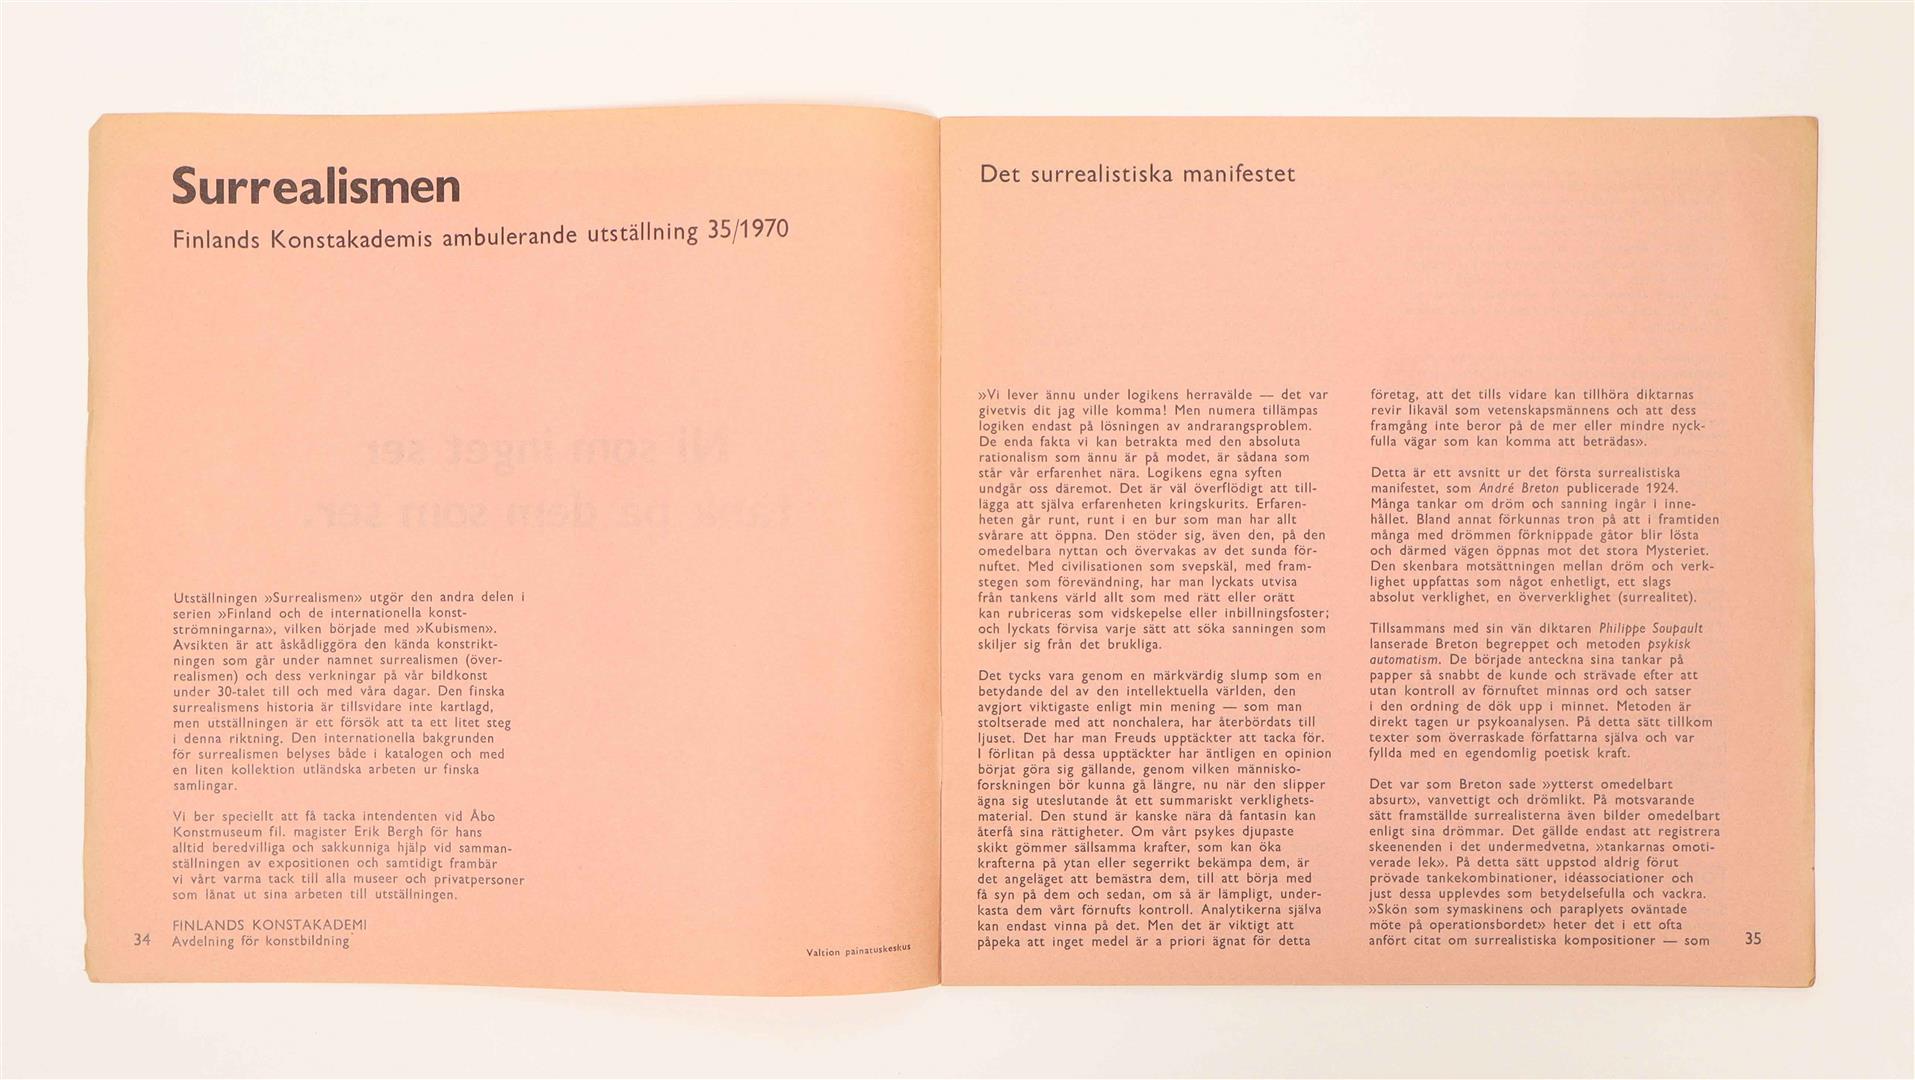 Surrealismen
Finlands Konstakademis ambulerande utställning 35/1970
Utställningen »Surrealismen» utgör den andra delen i
serien »Finland och de internationella konst-
strömningarna», vilken började med »Kubismen».
Avsikten är att åskådliggöra den kända konstrikt-
ningen som går under namnet surrealismen (över-
realismen) och dess verkningar på vår bildkonst
under 30-talet till och med våra dagar. Den finska
surrealismens historia är tillsvidare inte kartlagd,
men utställningen är ett försök att ta ett litet steg
i denna riktning. Den internationella bakgrunden
för surrealismen belyses både i katalogen och med
en liten kollektion utländska arbeten ur finska
samlingar.
Vi ber speciellt att få tacka intendenten vid Åbo
Konstmuseum fil. magister Erik Bergh för hans
alltid beredvilliga och sakkunniga hjälp vid samman-
ställningen av expositionen och samtidigt frambär
vi vårt varma tack till alla museer och privatpersoner
som lånat ut sina arbeten till utställningen.
FINLANDS KONSTAKADEMI
34 Avdelning för konstbildning
Valtion painatuskeskus
Det surrealistiska manifestet
»Vi lever ännu under logikens herravälde — det var
givetvis dit jag ville komma! Men numera tillämpas
logiken endast på lösningen av andrarangsproblem.
De enda fakta vi kan betrakta med den absoluta
rationalism som ännu är på modet, är sådana som
står vår erfarenhet nära. Logikens egna syften
undgår oss däremot. Det är väl överflödigt att till-
lägga att själva erfarenheten kringskurits. Erfaren-
heten går runt, runt i en bur som man har allt
svårare att öppna. Den stöder sig, även den, på den
omedelbara nyttan och övervakas av det sunda för-
nuftet. Med civilisationen som svepskäl, med fram-
stegen som förevändning, har man lyckats utvisa
från tankens värld allt som med rätt eller orätt
kan rubriceras som vidskepelse eller inbillningsfoster;
och lyckats förvisa varje sätt att söka sanningen som
skiljer sig från det brukliga.
Det tycks vara genom en märkvärdig slump som en
betydande del av den intellektuella världen, den
avgjort viktigaste enligt min mening — som man
stoltserade med att nonchalera, har återbördats till
ljuset. Det har man Freuds upptäckter att tacka för.
I förlitan på dessa upptäckter har äntligen en opinion
börjat göra sig gällande, genom vilken människo-
forskningen bör kunna gå längre, nu när den slipper
ägna sig uteslutande åt ett summariskt verklighets-
material. Den stund är kanske nära då fantasin kan
återfå sina rättigheter. Om vårt psykes djupaste
skikt gömmer sällsamma krafter, som kan öka
krafterna på ytan eller segerrikt bekämpa dem, är
det angeläget att bemästra dem, till att börja med
få syn på dem och sedan, om så är lämpligt, under-
kasta dem vårt förnufts kontroll. Analytikerna själva
kan endast vinna på det. Men det är viktigt att
påpeka att inget medel är a priori ägnat för detta
företag, att det tills vidare kan tillhöra diktarnas
revir likaväl som vetenskapsmännens och att dess
framgång inte beror på de mer eller mindre nyck-
fulla vägar som kan komma att beträdas».
Detta är ett avsnitt ur det första surrealistiska
manifestet, som André Breton publicerade 1924.
Många tankar om dröm och sanning ingår i inne-
hållet. Bland annat förkunnas tron på att i framtiden
många med drömmen förknippade gåtor blir lösta
och därmed vägen öppnas mot det stora Mysteriet.
Den skenbara motsättningen mellan dröm och verk-
lighet uppfattas som något enhetligt, ett slags
absolut verklighet, en öververklighet (surrealitet).
Tillsammans med sin vän diktaren Philippe Soupault
lanserade Breton begreppet och metoden psykisk
automatism. De började anteckna sina tankar på
papper så snabbt de kunde och strävade efter att
utan kontroll av förnuftet minnas ord och satser
i den ordning de dök upp i minnet. Metoden är
direkt tagen ur psykoanalysen. På detta sätt tillkom
texter som överraskade författarna själva och var
fyllda med en egendomlig poetisk kraft.
Det var som Breton sade »ytterst omedelbart
absurt», vanvettigt och drömlikt. På motsvarande
sätt framställde surrealisterna även bilder omedelbart
enligt sina drömmar. Det gällde endast att registrera
skeenenden i det undermedvetna, »tankarnas omoti-
verade lek». På detta sätt uppstod aldrig förut
prövade tankekombinationer, idéassociationer och
just dessa upplevdes som betydelsefulla och vackra.
»Skön som symaskinens och paraplyets oväntade
möte på operationsbordet» heter det i ett ofta
anfört citat om surrealistiska kompositioner — som
35